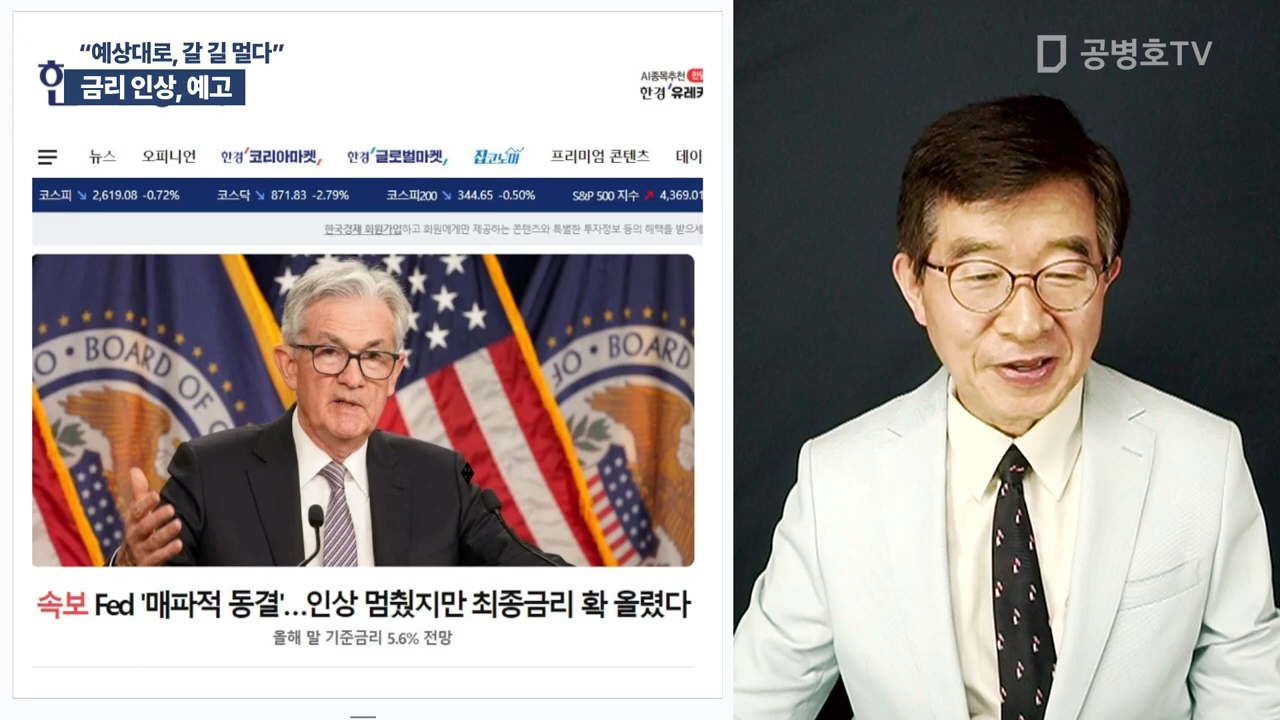 “예상대로, 갈 길 멀다”
금리 인상, 예고
공병호TV
AI종목추천
한경 유레카
뉴스 오피니언 한경 코리아마켓 한경 글로벌마켓 집코노미 프리미엄 콘텐츠 데이
코스피 2,619.08 -0.72% 코스닥 871.83 -2.79% 코스피200 344.65 -0.50% S&P 500 지수 4,369.01
한국경제 회원가입하고 회원에게만 제공하는 콘텐츠와 특별한 투자정보 등의 혜택을 받으세
BOARD OF
BOARD
속보 Fed '매파적 동결'...인상 멈췄지만 최종금리 확 올렸다
올해 말 기준금리 5.6% 전망